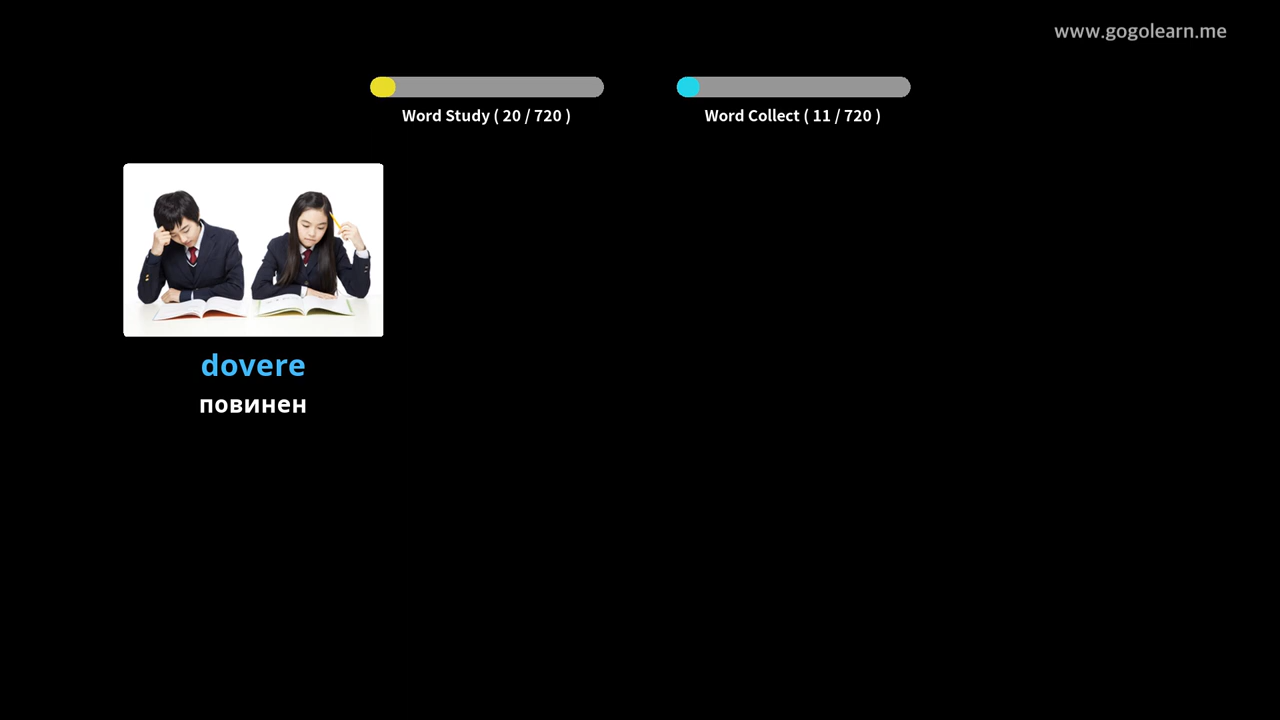 www.gogolearn.me
Word Study ( 20 / 720 )
Word Collect ( 11 / 720 )
dovere
повинен